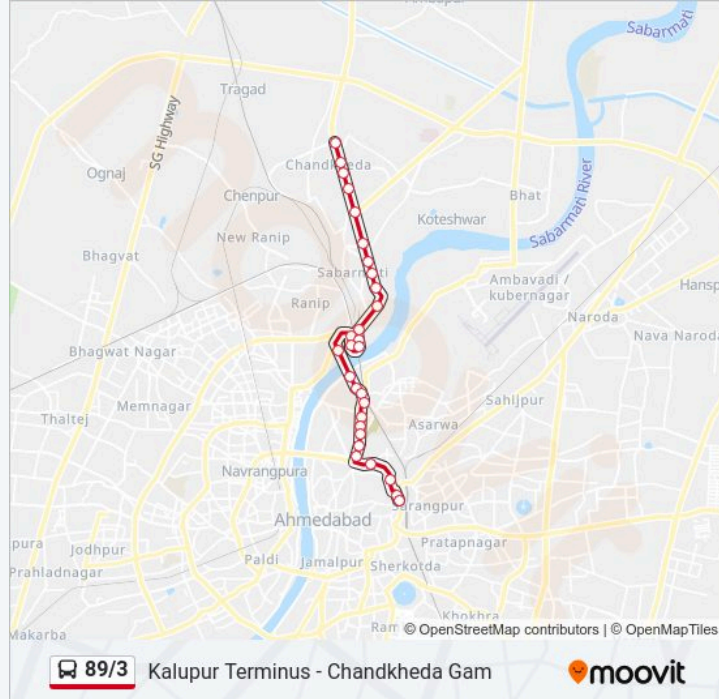 Ambapur
Sabarmati
Tragad
SG Highway
Ognaj
Chandkheda
Chenpur
Bhat
Koteshwar
Sabarmati River
New Ranip
Bhagvat
Sabarmati
Ambavadi /
kubernagar
Hansp
Ranip
Naroda
Nava Naroda
Bhagwat Nagar
Sahijpur
Memnagar
Thaltej
Asarwa
Navrangpura
Sarangpur
Ahmedabad
pura
Jodhpur
Pratapnagar
Paldi
Jamalpur
Sherkotda
Prahladnagar
Khokhra
Makarba
Ram
© OpenStreetMap contributors | © OpenMapTiles
89/3 Kalupur Terminus - Chandkheda Gam
moovit